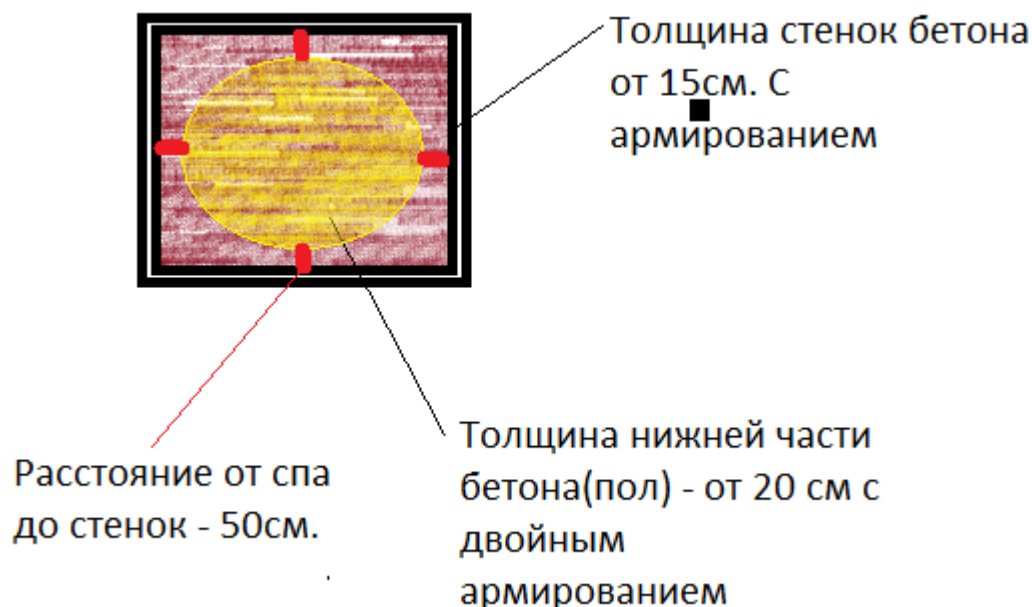 Толщина стенок бетона
от 15см. С
армированием
Расстояние от спа
до стенок - 50см.
Толщина нижней части
бетона(пол) - от 20 см с
двойным
армированием